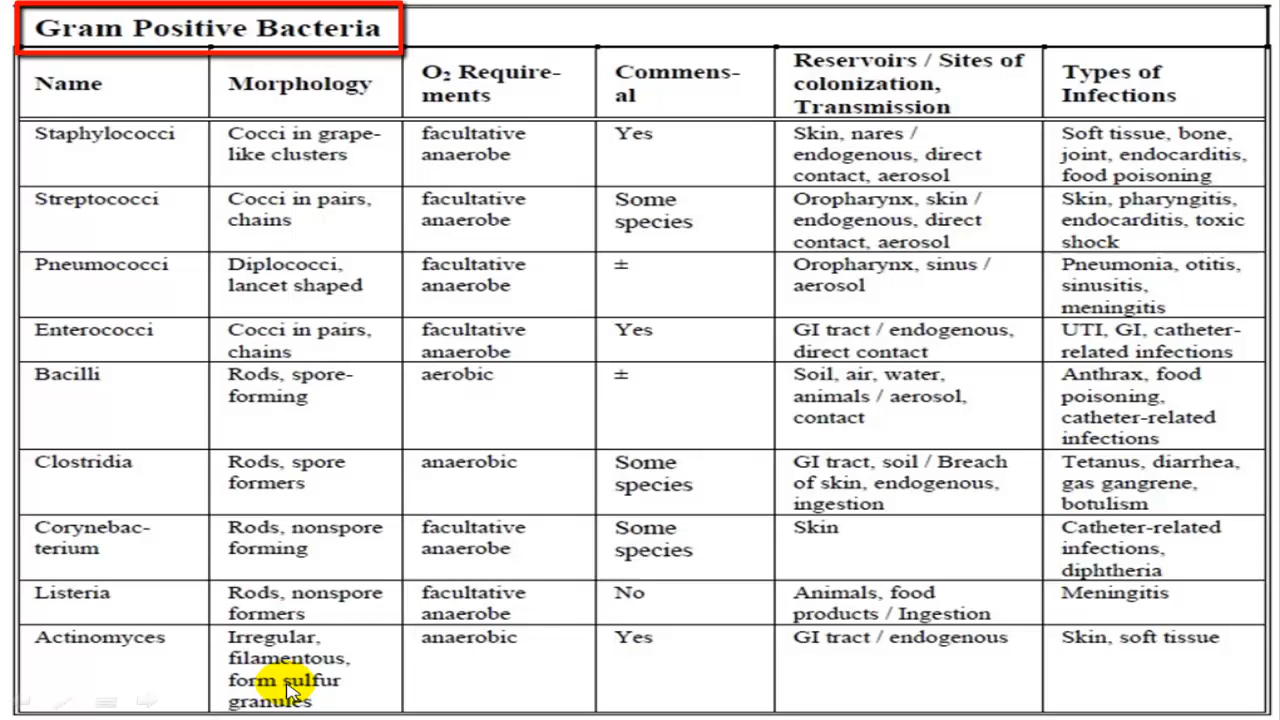 Gram Positive Bacteria
Name
Morphology
O₂ Require-
ments
Commens-
al
Reservoirs / Sites of
colonization,
Transmission
Types of
Infections
Staphylococci
Cocci in grape-
like clusters
facultative
anaerobe
Yes
Skin, nares /
endogenous, direct
contact, aerosol
Soft tissue, bone,
joint, endocarditis,
food poisoning
Streptococci
Cocci in pairs,
chains
facultative
anaerobe
Some
species
Oropharynx, skin /
endogenous, direct
contact, aerosol
Skin, pharyngitis,
endocarditis, toxic
shock
Pneumococci
Diplococci,
lancet shaped
facultative
anaerobe
±
Oropharynx, sinus /
aerosol
Pneumonia, otitis,
sinusitis,
meningitis
Enterococci
Cocci in pairs,
chains
facultative
anaerobe
Yes
GI tract / endogenous,
direct contact
UTI, GI, catheter-
related infections
Bacilli
Rods, spore-
forming
aerobic
±
Soil, air, water,
animals / aerosol,
contact
Anthrax, food
poisoning,
catheter-related
infections
Clostridia
Rods, spore
formers
anaerobic
Some
species
GI tract, soil / Breach
of skin, endogenous,
ingestion
Tetanus, diarrhea,
gas gangrene,
botulism
Corynebac-
terium
Rods, nonspore
forming
facultative
anaerobe
Some
species
Skin
Catheter-related
infections,
diphtheria
Listeria
Rods, nonspore
formers
facultative
anaerobe
No
Animals, food
products / Ingestion
Meningitis
Actinomyces
Irregular,
filamentous,
form sulfur
granules
anaerobic
Yes
GI tract / endogenous
Skin, soft tissue